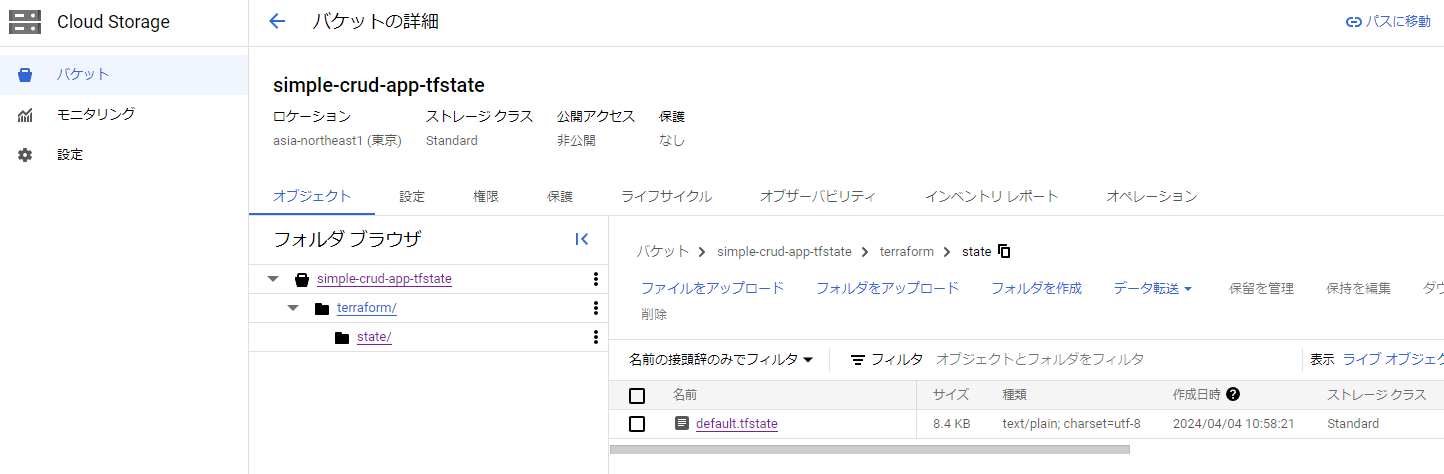 Cloud Storage
バケットの詳細
パスに移動
バケット
モニタリング
設定
simple-crud-app-tfstate
ロケーション ストレージ クラス 公開アクセス 保護
asia-northeast1 (東京) Standard 非公開 なし
オブジェクト 設定 権限 保護 ライフサイクル オブザーバビリティ インベントリ レポート オペレーション
フォルダ ブラウザ
simple-crud-app-tfstate
terraform/
state/
バケット simple-crud-app-tfstate terraform state
ファイルをアップロード フォルダをアップロード フォルダを作成 データ転送 保留を管理 保持を編集 ダウ
削除
名前の接頭辞のみでフィルタ フィルタ オブジェクトとフォルダをフィルタ 表示 ライブ オブジェク
名前 サイズ 種類 作成日時 ストレージ クラス
default.tfstate 8.4 KB text/plain; charset=utf-8 2024/04/04 10:58:21 Standard